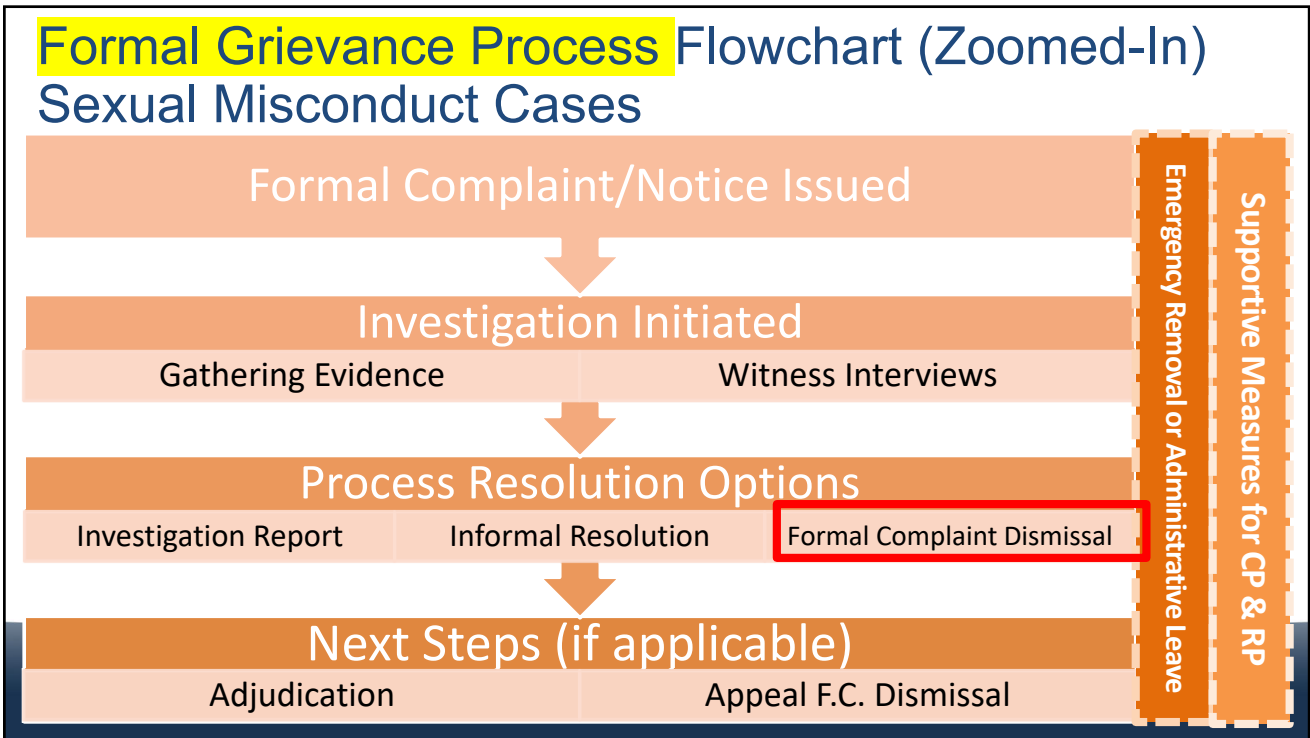 Formal Grievance Process Flowchart (Zoomed-In)
Sexual Misconduct Cases
Formal Complaint/Notice Issued
Investigation Initiated
Gathering Evidence
Witness Interviews
Process Resolution Options
Investigation Report
Informal Resolution
Formal Complaint Dismissal
Next Steps (if applicable)
Adjudication
Appeal F.C. Dismissal
Emergency Removal or Administrative Leave
Supportive Measures for CP & RP